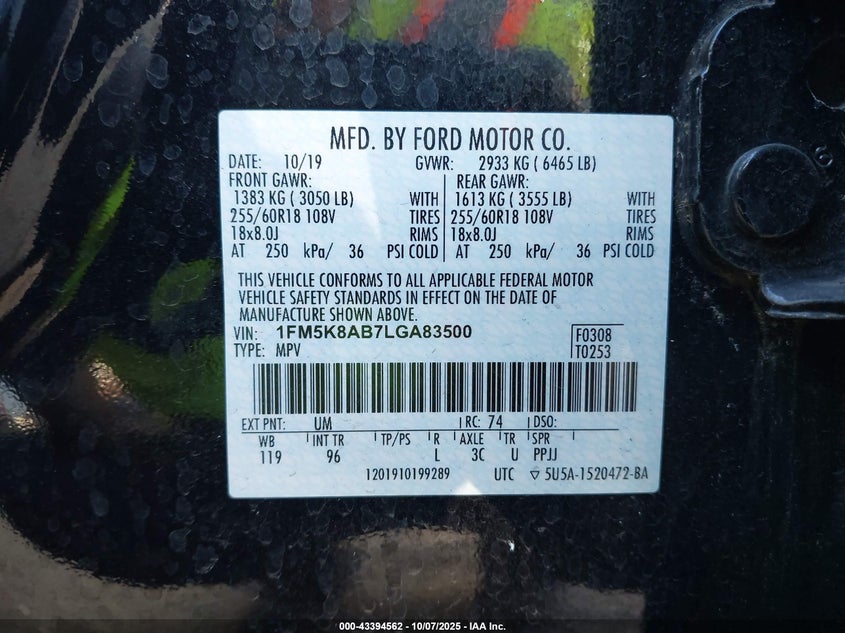 MFD. BY FORD MOTOR CO.
DATE: 10/19 GVWR: 2933 KG ( 6465 LB)
FRONT GAWR: REAR GAWR:
1383 KG ( 3050 LB) WITH 1613 KG ( 3555 LB) WITH
255/60R18 108V TIRES 255/60R18 108V TIRES
18x8.0J RIMS 18x8.0J RIMS
AT 250 kPa/ 36 PSI COLD AT 250 kPa/ 36 PSI COLD
THIS VEHICLE CONFORMS TO ALL APPLICABLE FEDERAL MOTOR
VEHICLE SAFETY STANDARDS IN EFFECT ON THE DATE OF
MANUFACTURE SHOWN ABOVE.
VIN: 1FM5K8AB7LGA83500 F0308
TYPE: MPV T0253
EXT PNT: UM RC: 74 DSO:
WB INT TR TP/PS R AXLE TR SPR
119 96 L 3C U PPJJ
1201910199289 UTC ▽ 5U5A-1520472-BA
000-43394562 - 10/07/2025 - IAA Inc.